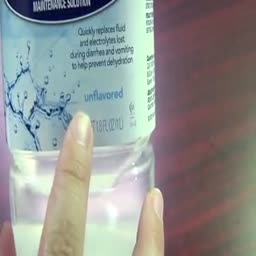 MAINTENANCE SOLUTION
Quickly replaces fluid
and electrolytes lost
during diarrhea and vomiting
to help prevent dehydration
unflavored